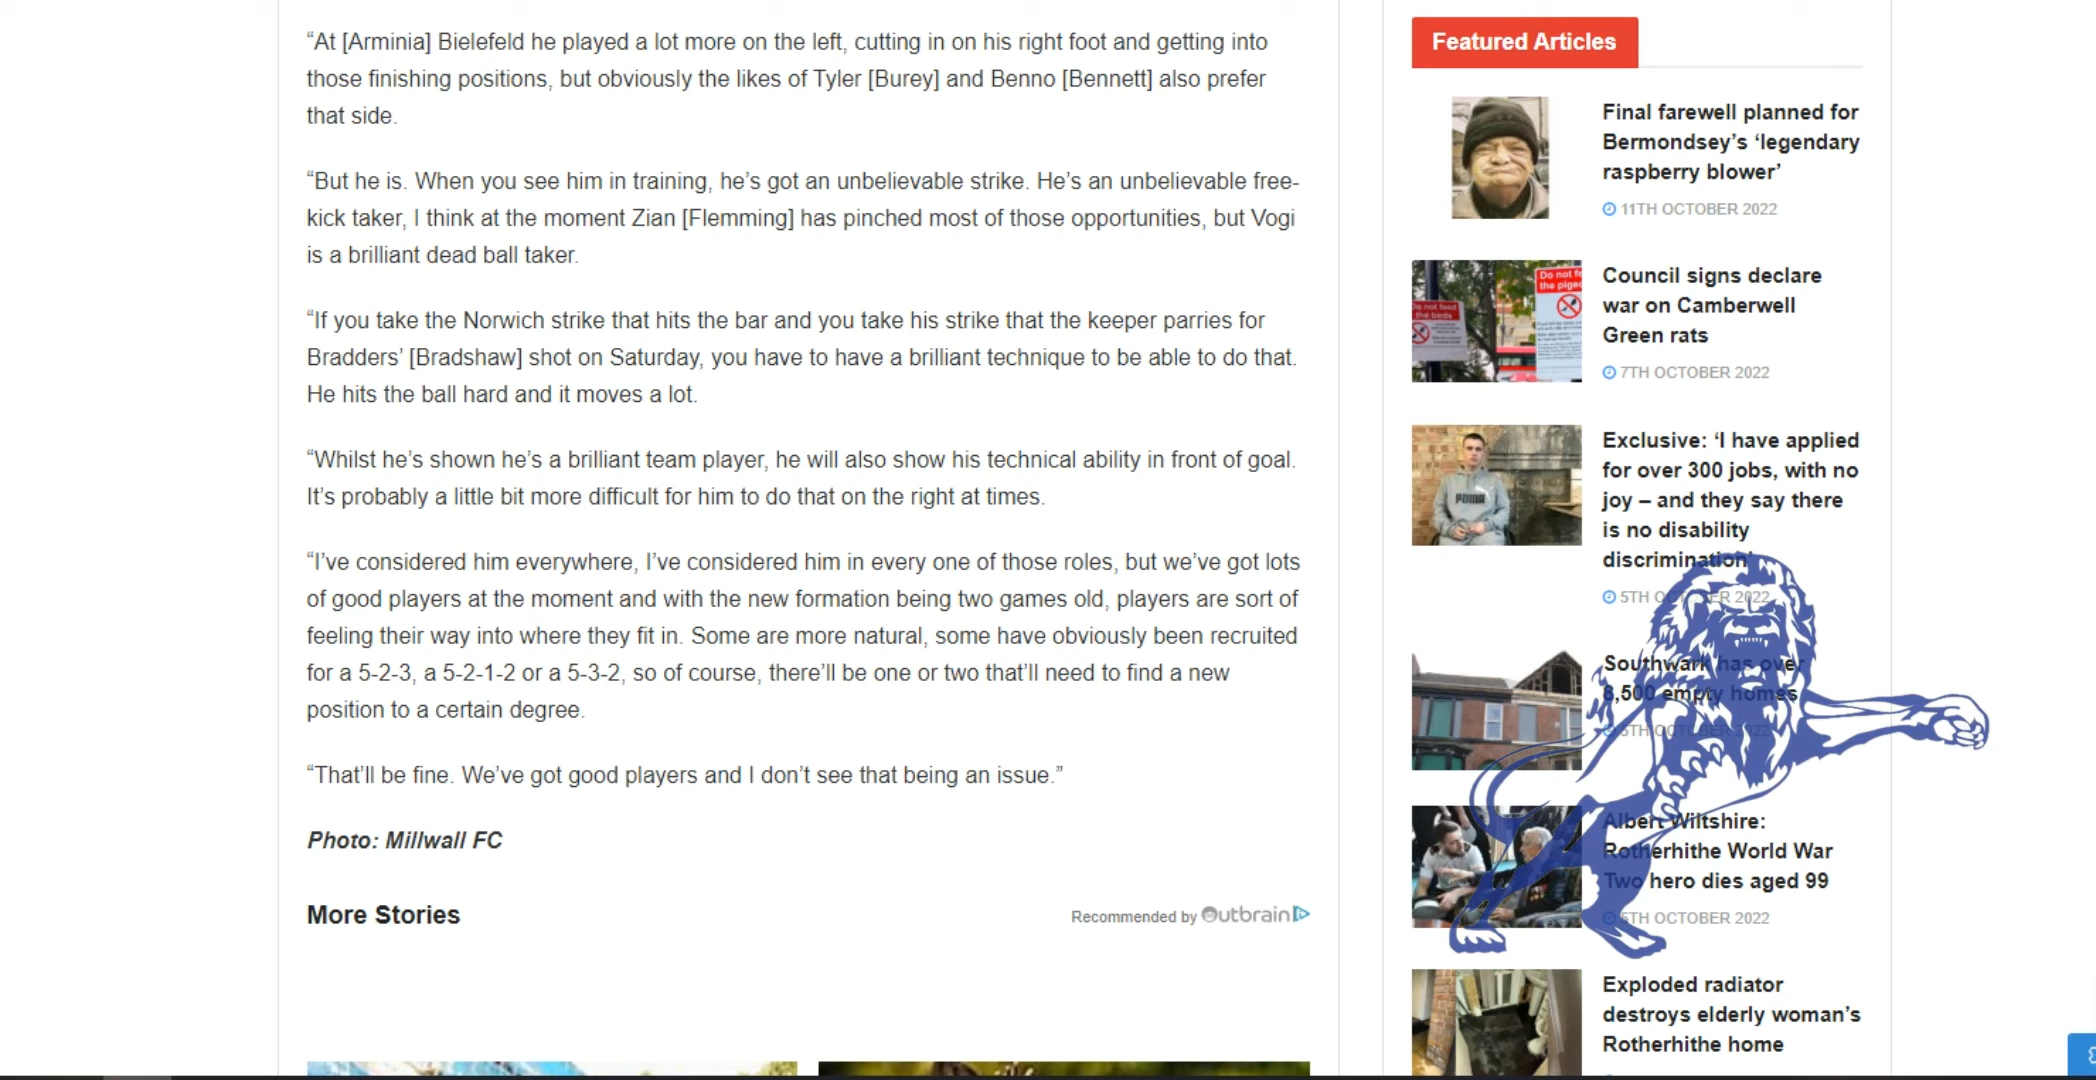 “At [Arminia] Bielefeld he played a lot more on the left, cutting in on his right foot and getting into
those finishing positions, but obviously the likes of Tyler [Burey] and Benno [Bennett] also prefer
that side.
“But he is. When you see him in training, he’s got an unbelievable strike. He’s an unbelievable free-
kick taker, I think at the moment Zian [Flemming] has pinched most of those opportunities, but Vogi
is a brilliant dead ball taker.
“If you take the Norwich strike that hits the bar and you take his strike that the keeper parries for
Bradders’ [Bradshaw] shot on Saturday, you have to have a brilliant technique to be able to do that.
He hits the ball hard and it moves a lot.
“Whilst he’s shown he’s a brilliant team player, he will also show his technical ability in front of goal.
It’s probably a little bit more difficult for him to do that on the right at times.
“I’ve considered him everywhere, I’ve considered him in every one of those roles, but we’ve got lots
of good players at the moment and with the new formation being two games old, players are sort of
feeling their way into where they fit in. Some are more natural, some have obviously been recruited
for a 5-2-3, a 5-2-1-2 or a 5-3-2, so of course, there’ll be one or two that’ll need to find a new
position to a certain degree.
“That’ll be fine. We’ve got good players and I don’t see that being an issue.”
Photo: Millwall FC
More Stories
Recommended by Outbrain
Featured Articles
Final farewell planned for
Bermondsey’s ‘legendary
raspberry blower’
11TH OCTOBER 2022
Do not
the
Do not feed
the birds
Council signs declare
war on Camberwell
Green rats
7TH OCTOBER 2022
PUMA
Exclusive: ‘I have applied
for over 300 jobs, with no
joy – and they say there
is no disability
discrimination’
5TH OCTOBER 2022
Southwark has over
8,500 empty homes
5TH OCTOBER 2022
Albert Wiltshire:
Rotherhithe World War
Two hero dies aged 99
5TH OCTOBER 2022
Exploded radiator
destroys elderly woman’s
Rotherhithe home